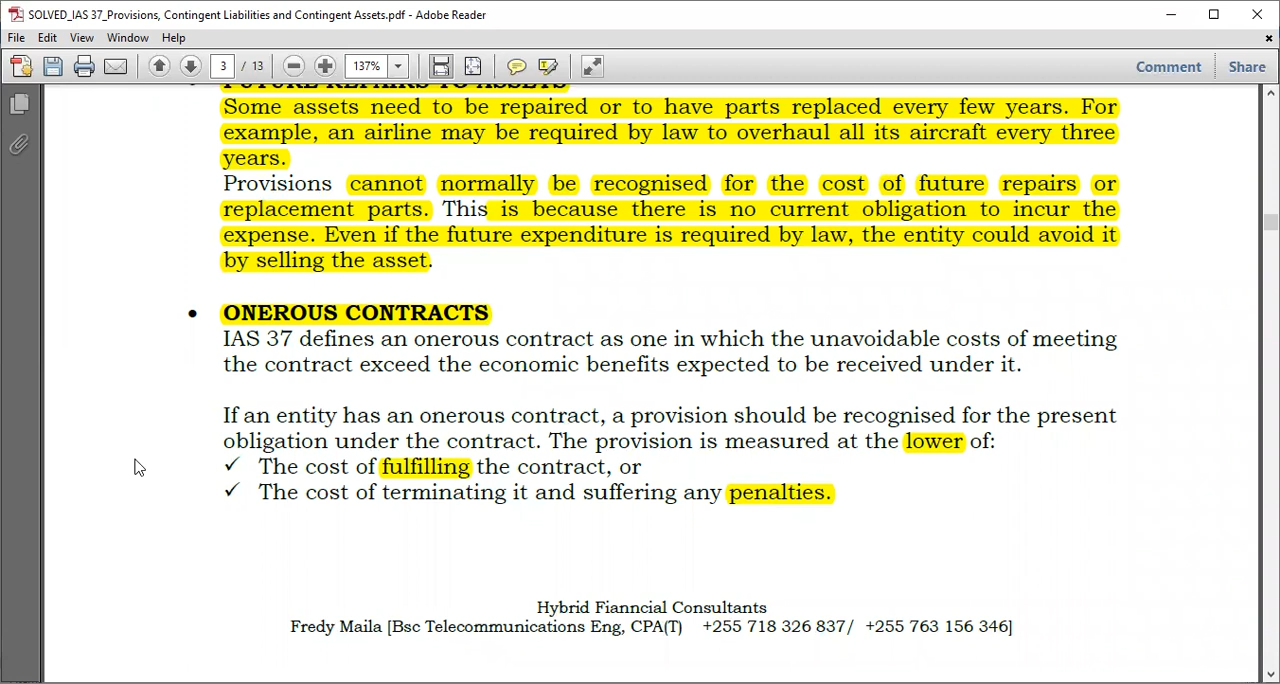 SOLVED_IAS 37_Provisions, Contingent Liabilities and Contingent Assets.pdf - Adobe Reader
File Edit View Window Help
3 / 13 137% Comment Share
FUTURE REPAIRS TO ASSETS
Some assets need to be repaired or to have parts replaced every few years. For
example, an airline may be required by law to overhaul all its aircraft every three
years.
Provisions cannot normally be recognised for the cost of future repairs or
replacement parts. This is because there is no current obligation to incur the
expense. Even if the future expenditure is required by law, the entity could avoid it
by selling the asset.
• ONEROUS CONTRACTS
IAS 37 defines an onerous contract as one in which the unavoidable costs of meeting
the contract exceed the economic benefits expected to be received under it.
If an entity has an onerous contract, a provision should be recognised for the present
obligation under the contract. The provision is measured at the lower of:
✓ The cost of fulfilling the contract, or
✓ The cost of terminating it and suffering any penalties.
Hybrid Fianncial Consultants
Fredy Maila [Bsc Telecommunications Eng, CPA(T) +255 718 326 837/ +255 763 156 346]